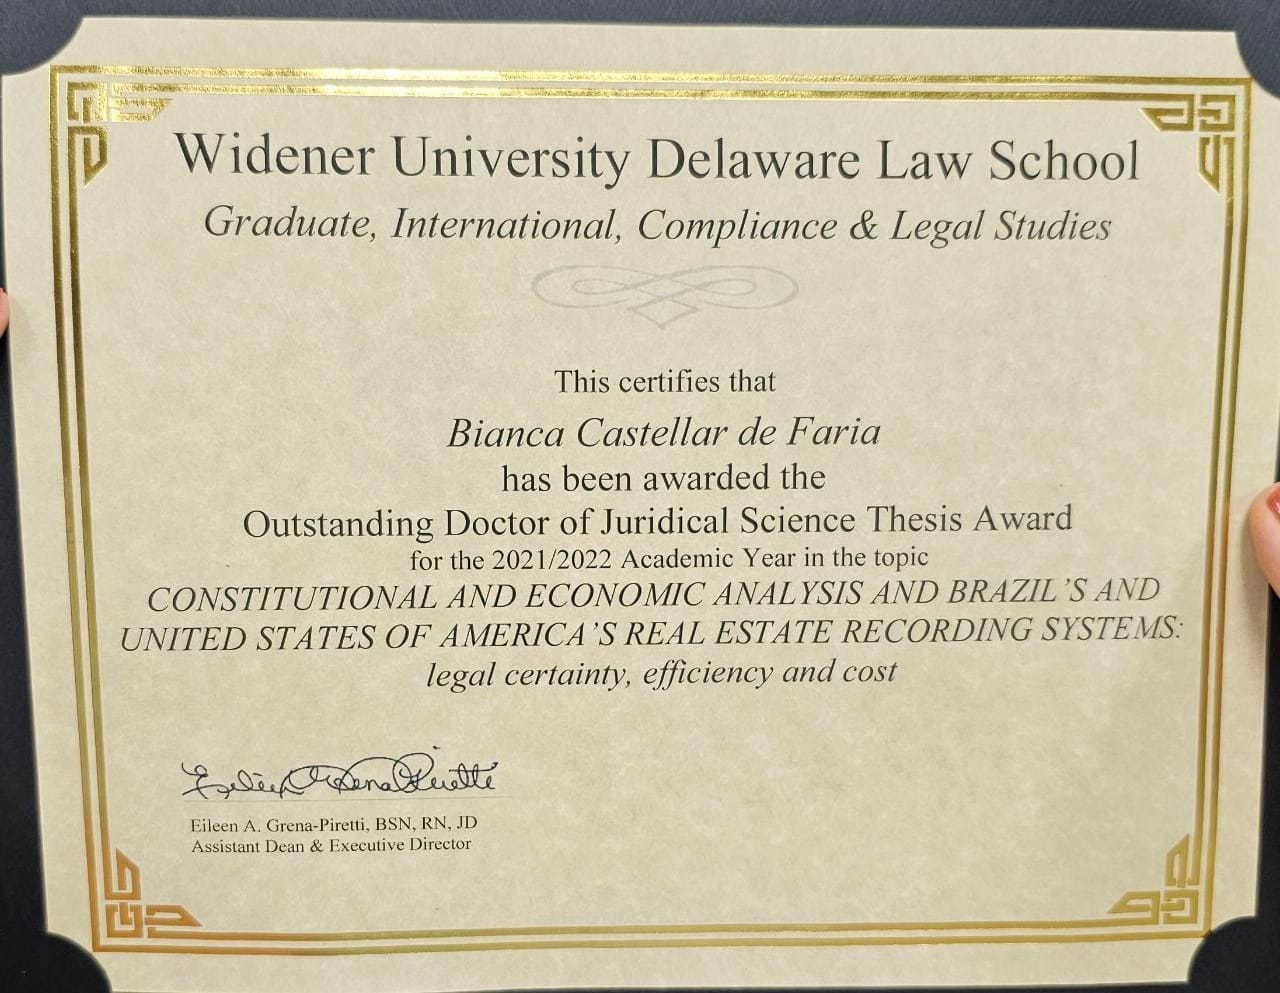 Widener University Delaware Law School
Graduate, International, Compliance & Legal Studies
This certifies that
Bianca Castellar de Faria
has been awarded the
Outstanding Doctor of Juridical Science Thesis Award
for the 2021/2022 Academic Year in the topic
CONSTITUTIONAL AND ECONOMIC ANALYSIS AND BRAZIL'S AND
UNITED STATES OF AMERICA'S REAL ESTATE RECORDING SYSTEMS:
legal certainty, efficiency and cost
Eileen A Grena Piretti
Eileen A. Grena-Piretti, BSN, RN, JD
Assistant Dean & Executive Director